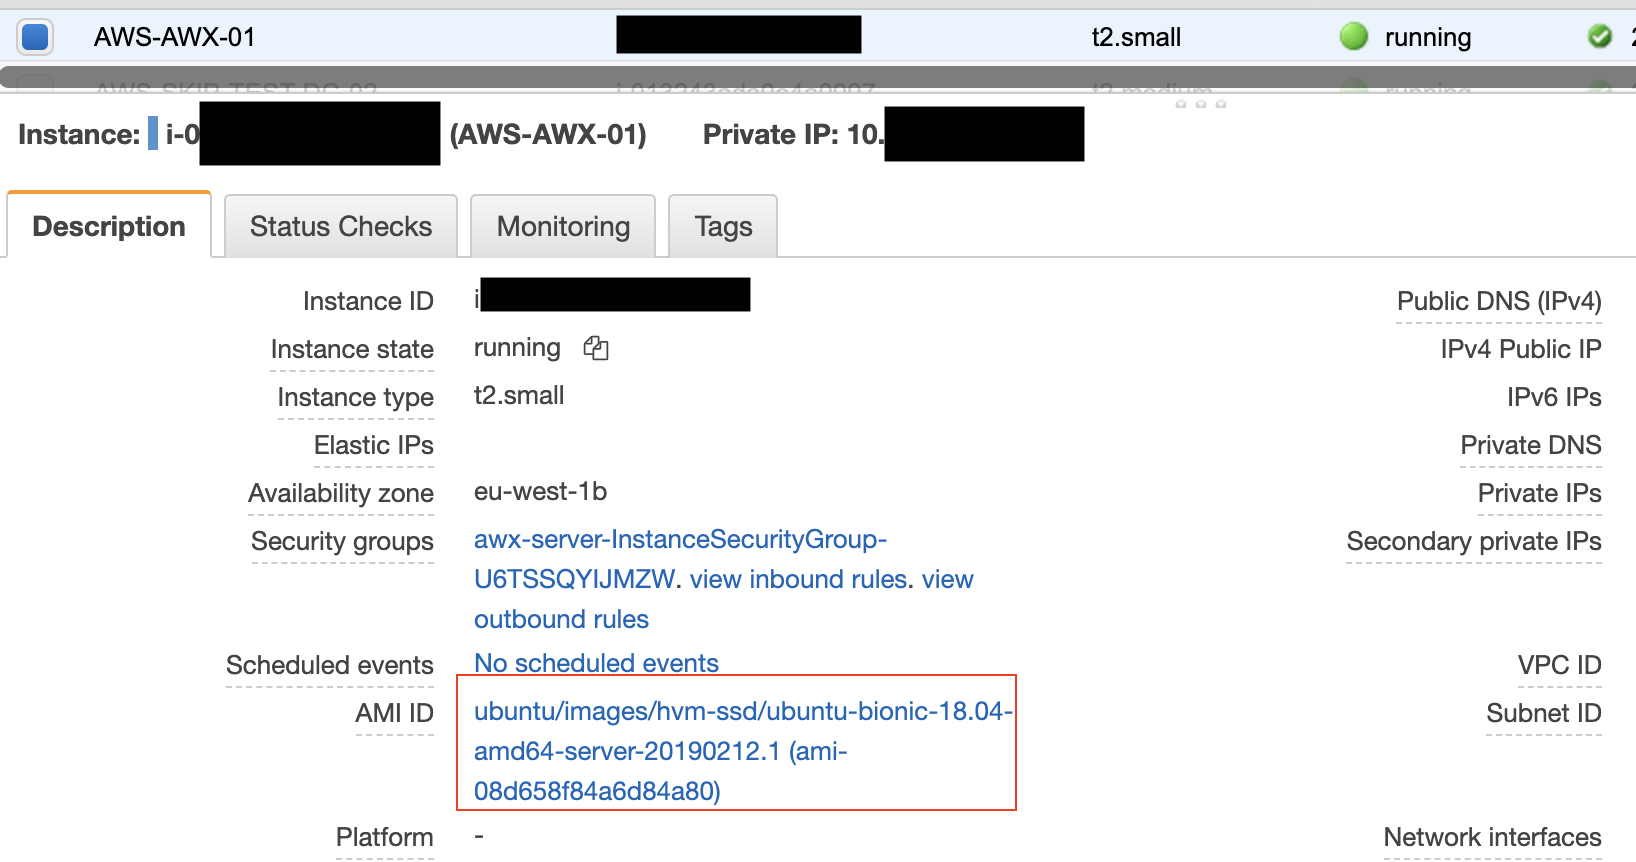 AWS-AWX-01 t2.small running
Instance: i-0 (AWS-AWX-01) Private IP: 10.
Description Status Checks Monitoring Tags
Instance ID i Public DNS (IPv4)
Instance state running IPv4 Public IP
Instance type t2.small IPv6 IPs
Elastic IPs Private DNS
Availability zone eu-west-1b Private IPs
Security groups awx-server-InstanceSecurityGroup- Secondary private IPs
U6TSSQYIJMZW. view inbound rules. view
outbound rules
Scheduled events No scheduled events VPC ID
AMI ID ubuntu/images/hvm-ssd/ubuntu-bionic-18.04- Subnet ID
amd64-server-20190212.1 (ami-
08d658f84a6d84a80)
Platform - Network interfaces